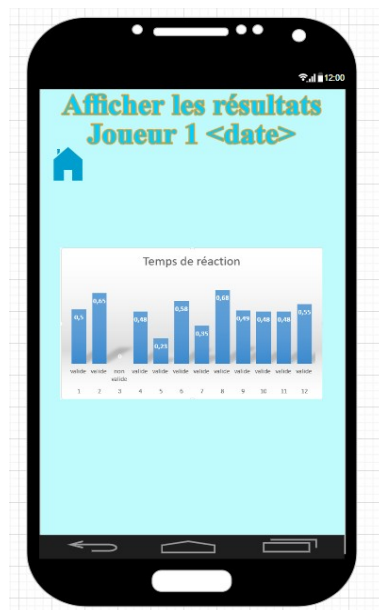 12:00
Afficher les résultats
Joueur 1 <date>
Temps de réaction
0,5 0,65 0,48 0,23 0,58 0,35 0,68 0,49 0,48 0,48 0,55
valide valide non valide valide valide valide valide valide valide valide valide valide
1 2 3 4 5 6 7 8 9 10 11 12